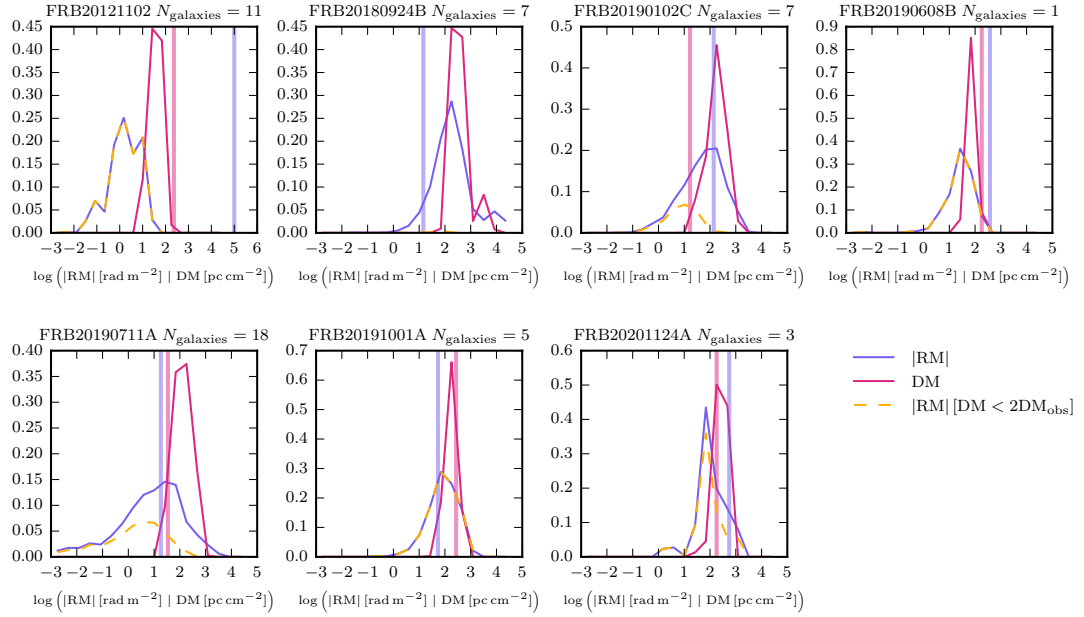 FRB20121102 N_galaxies = 11
0.45
0.40
0.35
0.30
0.25
0.20
0.15
0.10
0.05
0.00
−3 −2 −1 0 1 2 3 4 5 6
log (|RM| [rad m⁻²] | DM [pc cm⁻²])
FRB20180924B N_galaxies = 7
0.45
0.40
0.35
0.30
0.25
0.20
0.15
0.10
0.05
0.00
−3 −2 −1 0 1 2 3 4 5
log (|RM| [rad m⁻²] | DM [pc cm⁻²])
FRB20190102C N_galaxies = 7
0.5
0.4
0.3
0.2
0.1
0.0
−3 −2 −1 0 1 2 3 4 5
log (|RM| [rad m⁻²] | DM [pc cm⁻²])
FRB20190608B N_galaxies = 1
0.9
0.8
0.7
0.6
0.5
0.4
0.3
0.2
0.1
0.0
−3 −2 −1 0 1 2 3 4 5
log (|RM| [rad m⁻²] | DM [pc cm⁻²])
FRB20190711A N_galaxies = 18
0.40
0.35
0.30
0.25
0.20
0.15
0.10
0.05
0.00
−3 −2 −1 0 1 2 3 4 5
log (|RM| [rad m⁻²] | DM [pc cm⁻²])
FRB20191001A N_galaxies = 5
0.7
0.6
0.5
0.4
0.3
0.2
0.1
0.0
−3 −2 −1 0 1 2 3 4 5
log (|RM| [rad m⁻²] | DM [pc cm⁻²])
FRB20201124A N_galaxies = 3
0.6
0.5
0.4
0.3
0.2
0.1
0.0
−3 −2 −1 0 1 2 3 4 5
log (|RM| [rad m⁻²] | DM [pc cm⁻²])
|RM|
DM
|RM| [DM < 2DM_obs]